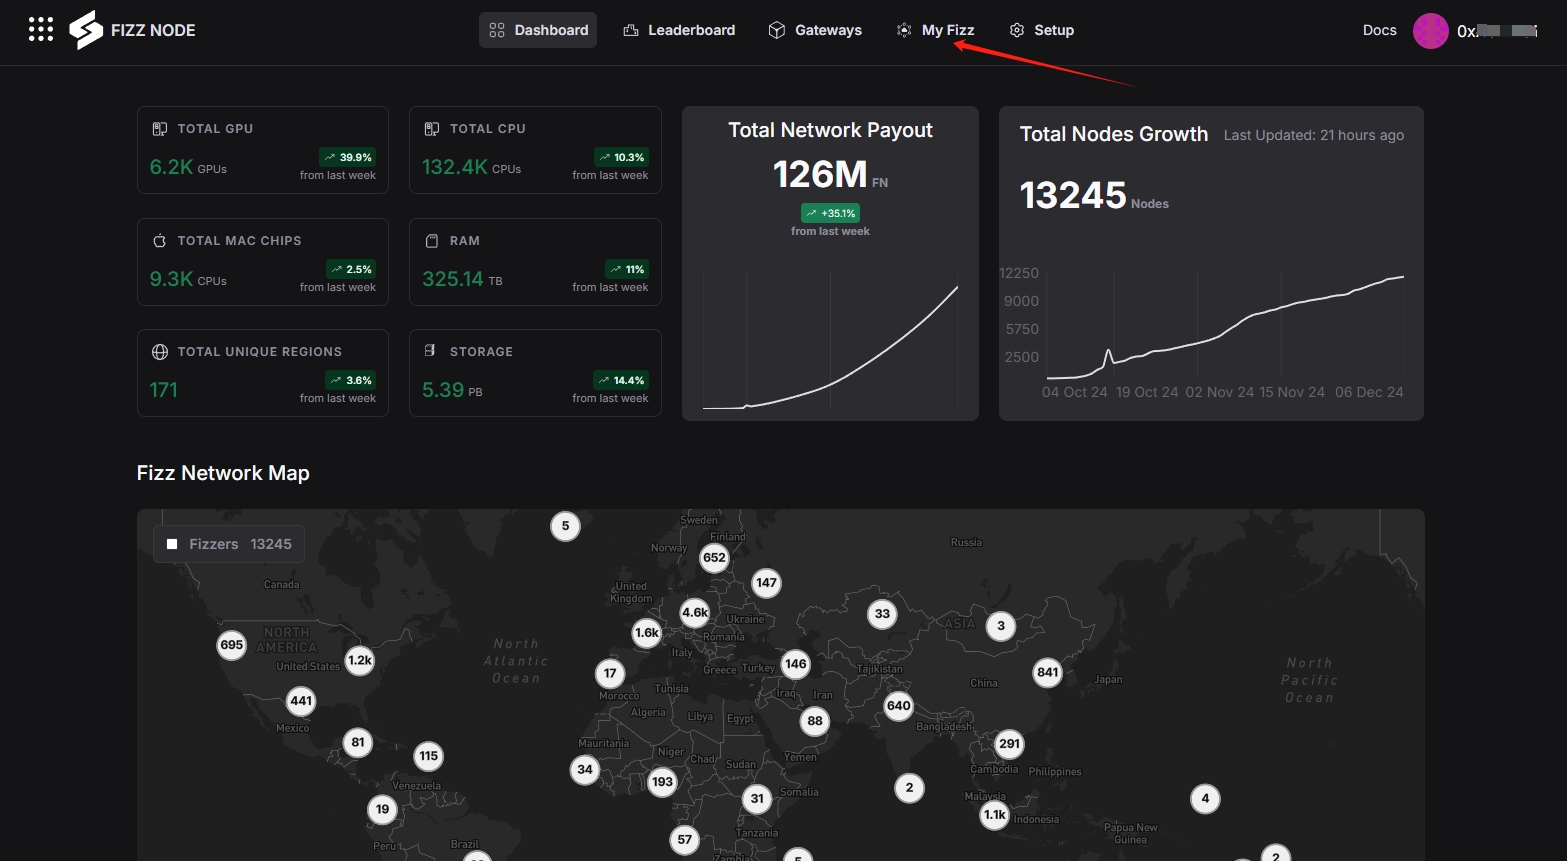 FIZZ NODE
Dashboard
Leaderboard
Gateways
My Fizz
Setup
Docs
TOTAL GPU
6.2K GPUs
39.9%
from last week
TOTAL CPU
132.4K CPUs
10.3%
from last week
TOTAL MAC CHIPS
9.3K CPUs
2.5%
from last week
RAM
325.14 TB
11%
from last week
TOTAL UNIQUE REGIONS
171
3.6%
from last week
STORAGE
5.39 PB
14.4%
from last week
Total Network Payout
126M FN
+35.1%
from last week
Total Nodes Growth
Last Updated: 21 hours ago
13245 Nodes
12250
9000
5750
2500
04 Oct 24
19 Oct 24
02 Nov 24
15 Nov 24
06 Dec 24
Fizz Network Map
Fizzers 13245
5
Sweden
Finland
Norway
652
Russia
147
Canada
United
Kingdom
4.6k
33
3
Ukraine
ASIA
1.6k
NORTH
AMERICA
695
Romania
North
Atlantic
Ocean
Italy
1.2k
United States
146
Greece
Turkey
Tajikistan
North
Pacific
Ocean
17
841
Japan
China
Tunisia
Morocco
Iraq
Iran
441
640
Algeria
Libya
Egypt
88
Mexico
Bangladesh
81
291
Mauritania
Niger
115
Chad
Sudan
Yemen
34
Cambodia
Philippines
193
Venezuela
2
31
Somalia
Malaysia
4
19
1.1k
Indonesia
Papua New
Guinea
Tanzania
57
Brazil
Peru
Zambia
5
2